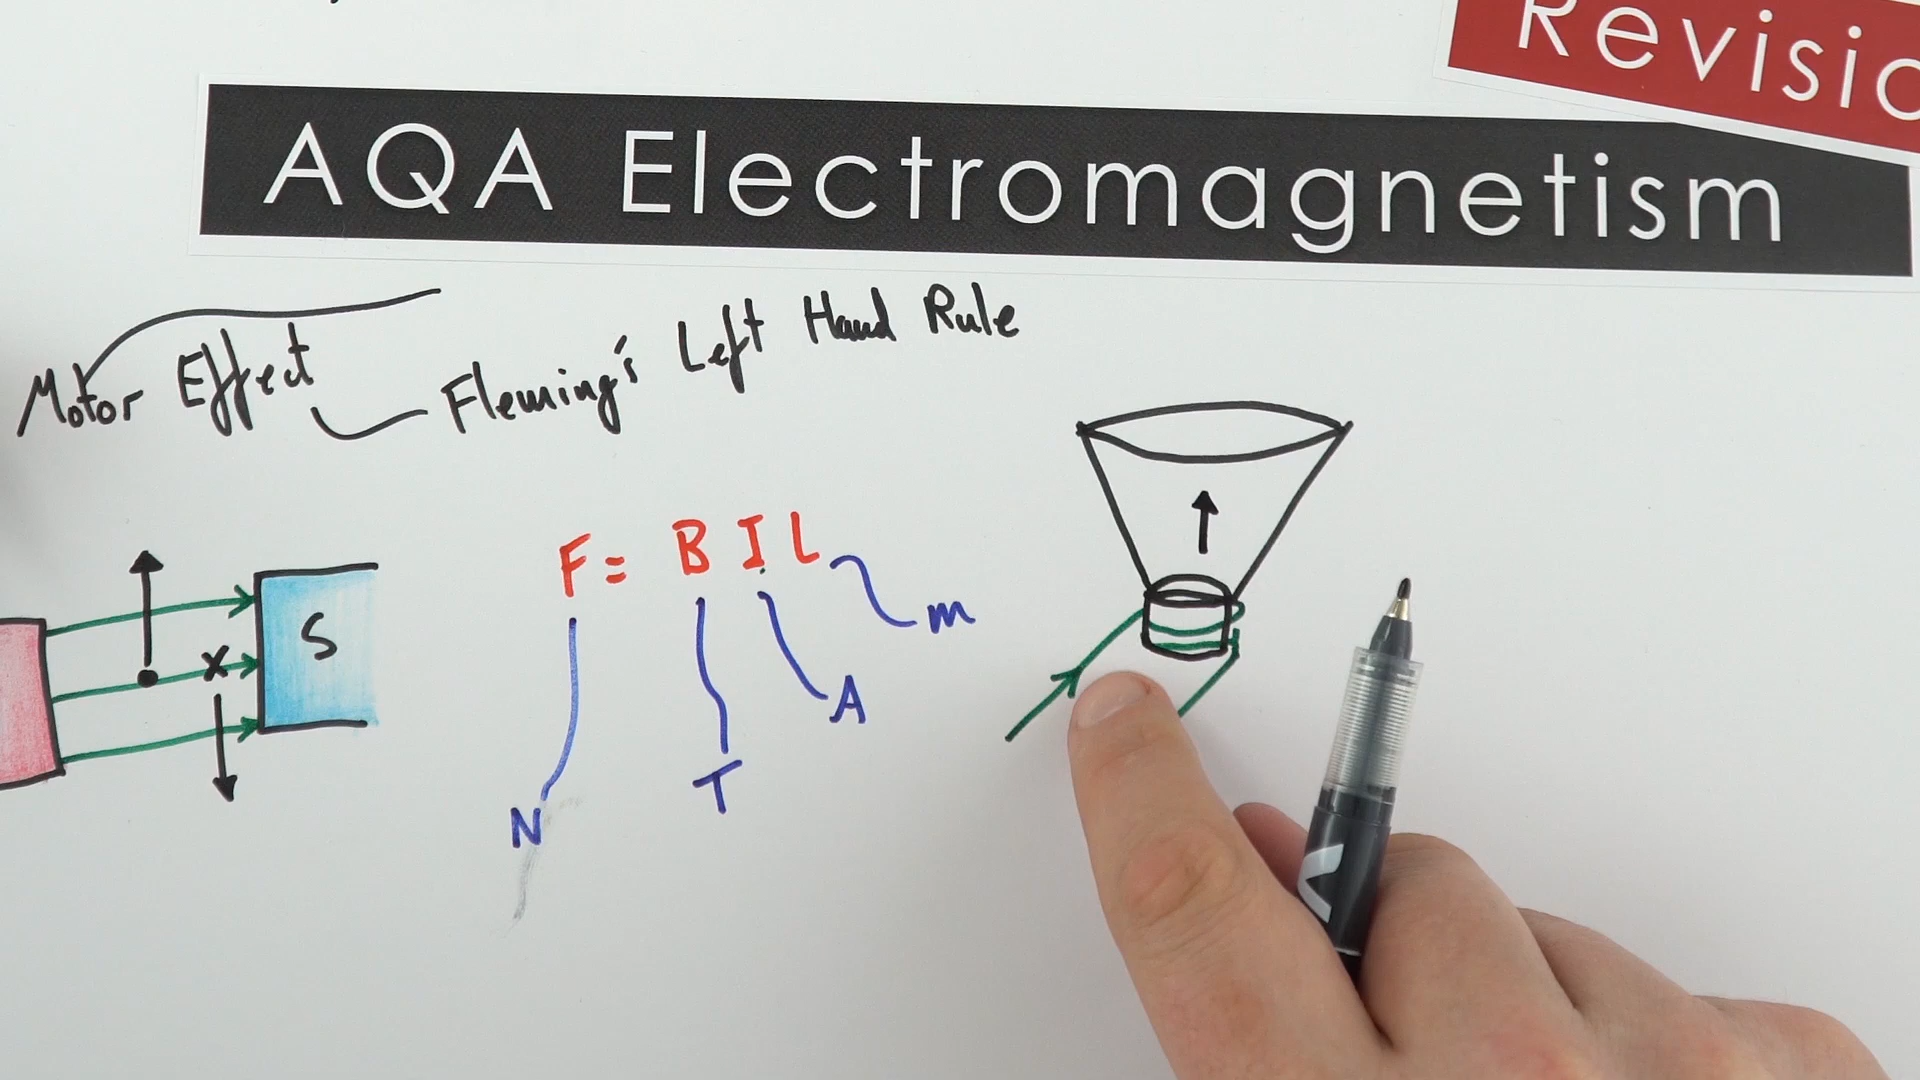 Revisio
AQA Electromagnetism
Motor Effect
Fleming's Left Hand Rule
F = B I L
m
A
T
N
S
x